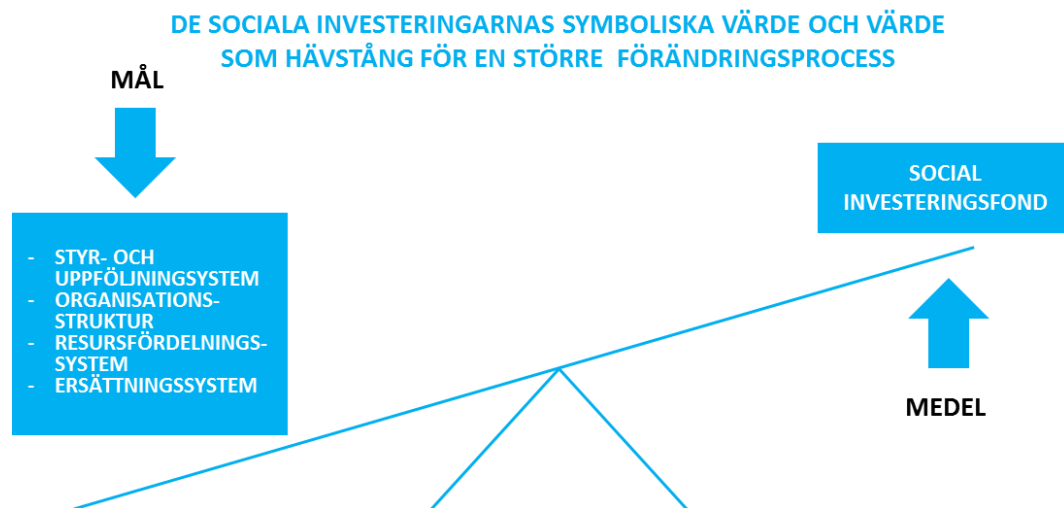 DE SOCIALA INVESTERINGARNAS SYMBOLISKA VÄRDE OCH VÄRDE
SOM HÄVSTÅNG FÖR EN STÖRRE FÖRÄNDRINGSPROCESS
MÅL
- STYR- OCH
UPPFÖLJNINGSYSTEM
- ORGANISATIONS-
STRUKTUR
- RESURSFÖRDELNINGS-
SYSTEM
- ERSÄTTNINGSSYSTEM
SOCIAL
INVESTERINGSFOND
MEDEL